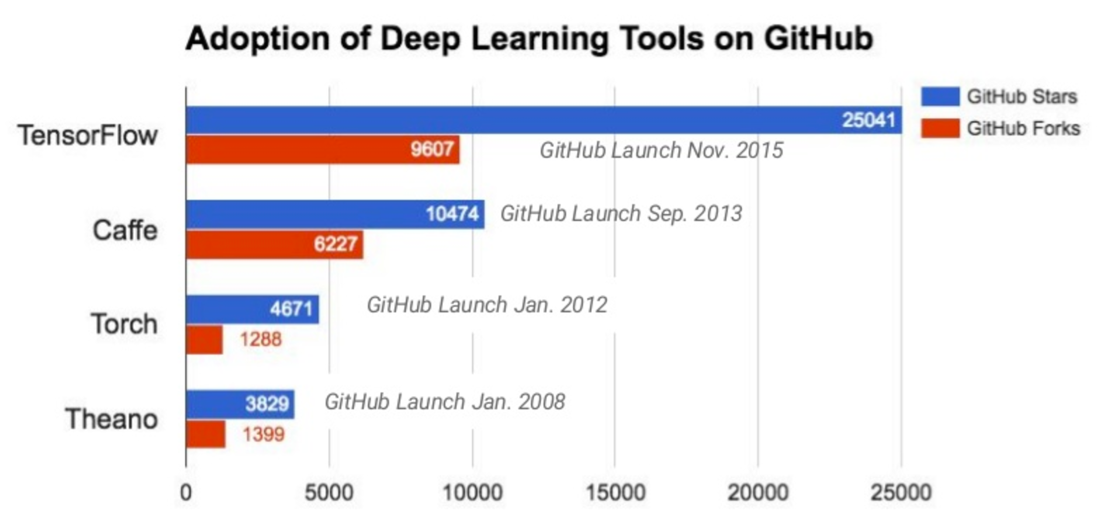 Adoption of Deep Learning Tools on GitHub
GitHub Stars
GitHub Forks
TensorFlow
25041
9607
GitHub Launch Nov. 2015
Caffe
10474
GitHub Launch Sep. 2013
6227
Torch
4671
GitHub Launch Jan. 2012
1288
Theano
3829
GitHub Launch Jan. 2008
1399
0 5000 10000 15000 20000 25000